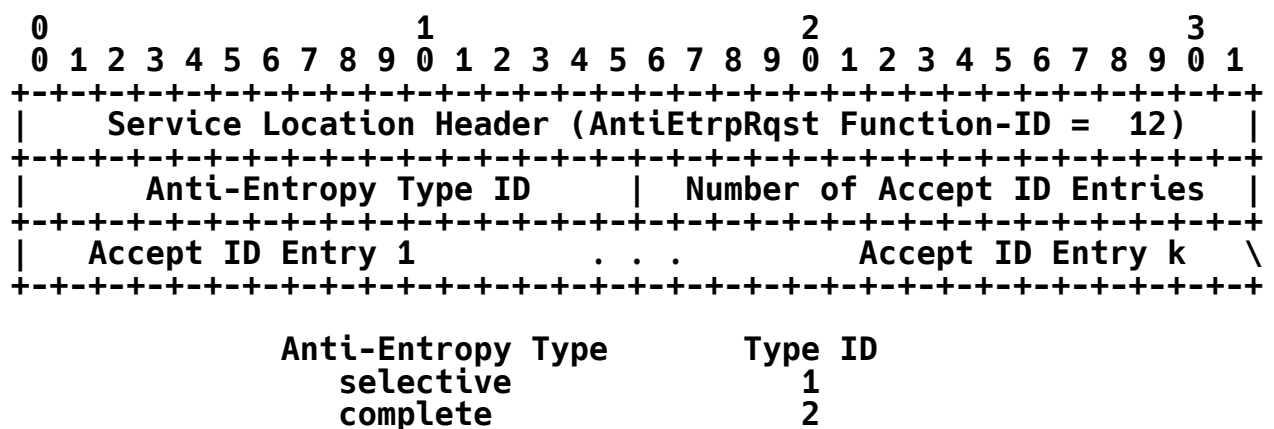 0                   1                   2                   3
 0 1 2 3 4 5 6 7 8 9 0 1 2 3 4 5 6 7 8 9 0 1 2 3 4 5 6 7 8 9 0 1
+-+-+-+-+-+-+-+-+-+-+-+-+-+-+-+-+-+-+-+-+-+-+-+-+-+-+-+-+-+-+-+-+
|    Service Location Header (AntiEtrpRqst Function-ID =  12)   |
+-+-+-+-+-+-+-+-+-+-+-+-+-+-+-+-+-+-+-+-+-+-+-+-+-+-+-+-+-+-+-+-+
|      Anti-Entropy Type ID     |  Number of Accept ID Entries  |
+-+-+-+-+-+-+-+-+-+-+-+-+-+-+-+-+-+-+-+-+-+-+-+-+-+-+-+-+-+-+-+-+
|   Accept ID Entry 1         . . .         Accept ID Entry k   \
+-+-+-+-+-+-+-+-+-+-+-+-+-+-+-+-+-+-+-+-+-+-+-+-+-+-+-+-+-+-+-+-+
              Anti-Entropy Type       Type ID
                 selective               1
                 complete                2